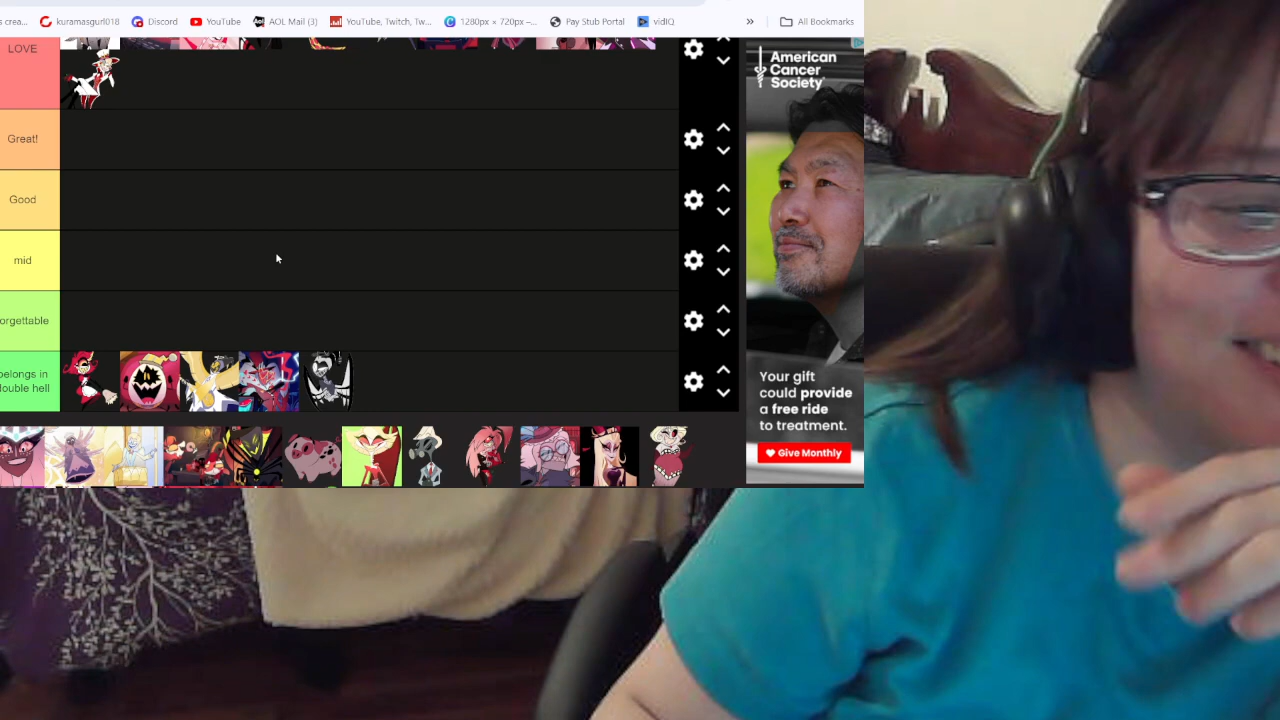 s crea...
kuramasgurl018
Discord
YouTube
AOL Mail (3)
YouTube, Twitch, Tw...
1280px × 720px –...
Pay Stub Portal
vidIQ
»
All Bookmarks
LOVE
Great!
Good
mid
orgettable
belongs in
double hell
American
Cancer
Society
Your gift
could provide
a free ride
to treatment.
Give Monthly